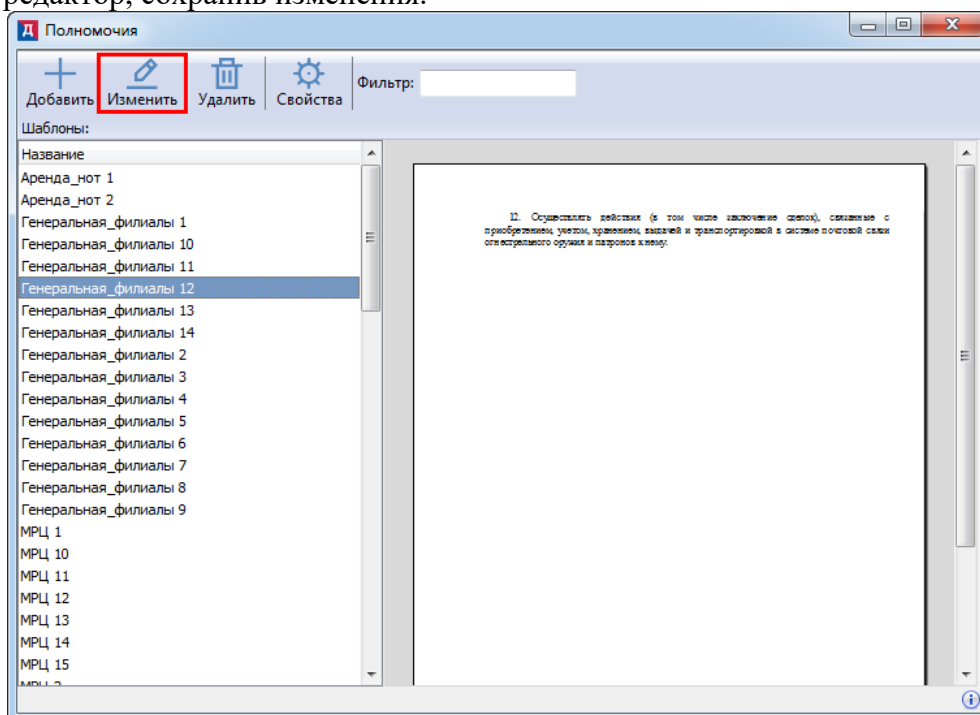 редактор, сохранив изменения.
Д Полномочия
Добавить Изменить Удалить Свойства Фильтр:
Шаблоны:
Название
Аренда_нот 1
Аренда_нот 2
Генеральная_филиалы 1
Генеральная_филиалы 10
Генеральная_филиалы 11
Генеральная_филиалы 12
Генеральная_филиалы 13
Генеральная_филиалы 14
Генеральная_филиалы 2
Генеральная_филиалы 3
Генеральная_филиалы 4
Генеральная_филиалы 5
Генеральная_филиалы 6
Генеральная_филиалы 7
Генеральная_филиалы 8
Генеральная_филиалы 9
МРЦ 1
МРЦ 10
МРЦ 11
МРЦ 12
МРЦ 13
МРЦ 14
МРЦ 15
МРЦ 2
12. Осуществлять действия (в том числе заключение сделок), связанные с
приобретением, учетом, хранением, выдачей и транспортировкой в системе почтовой связи
огнестрельного оружия и патронов к нему.